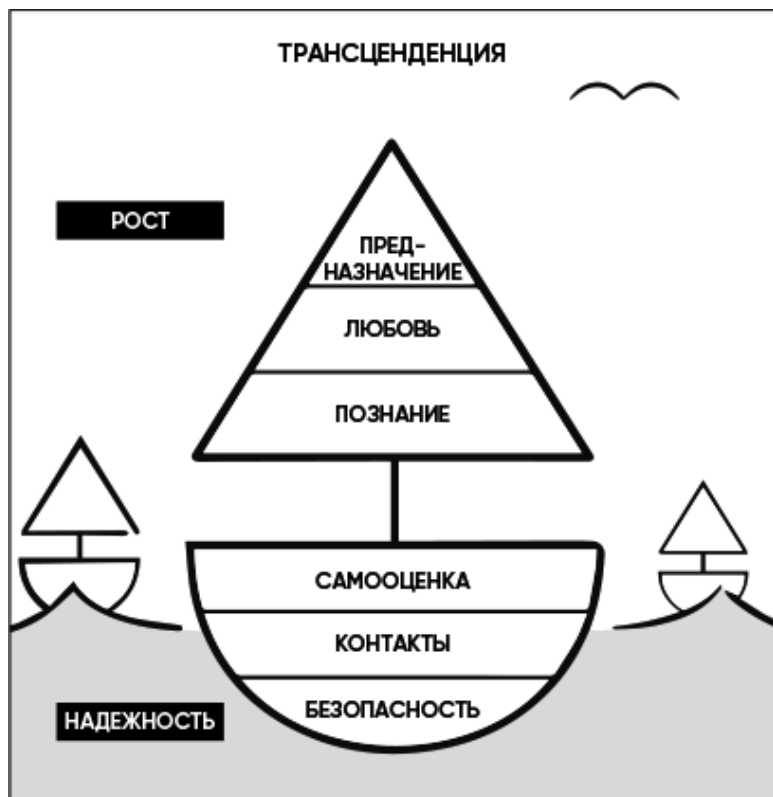 ТРАНСЦЕНДЕНЦИЯ
РОСТ
ПРЕД-
НАЗНАЧЕНИЕ
ЛЮБОВЬ
ПОЗНАНИЕ
САМООЦЕНКА
КОНТАКТЫ
БЕЗОПАСНОСТЬ
НАДЕЖНОСТЬ